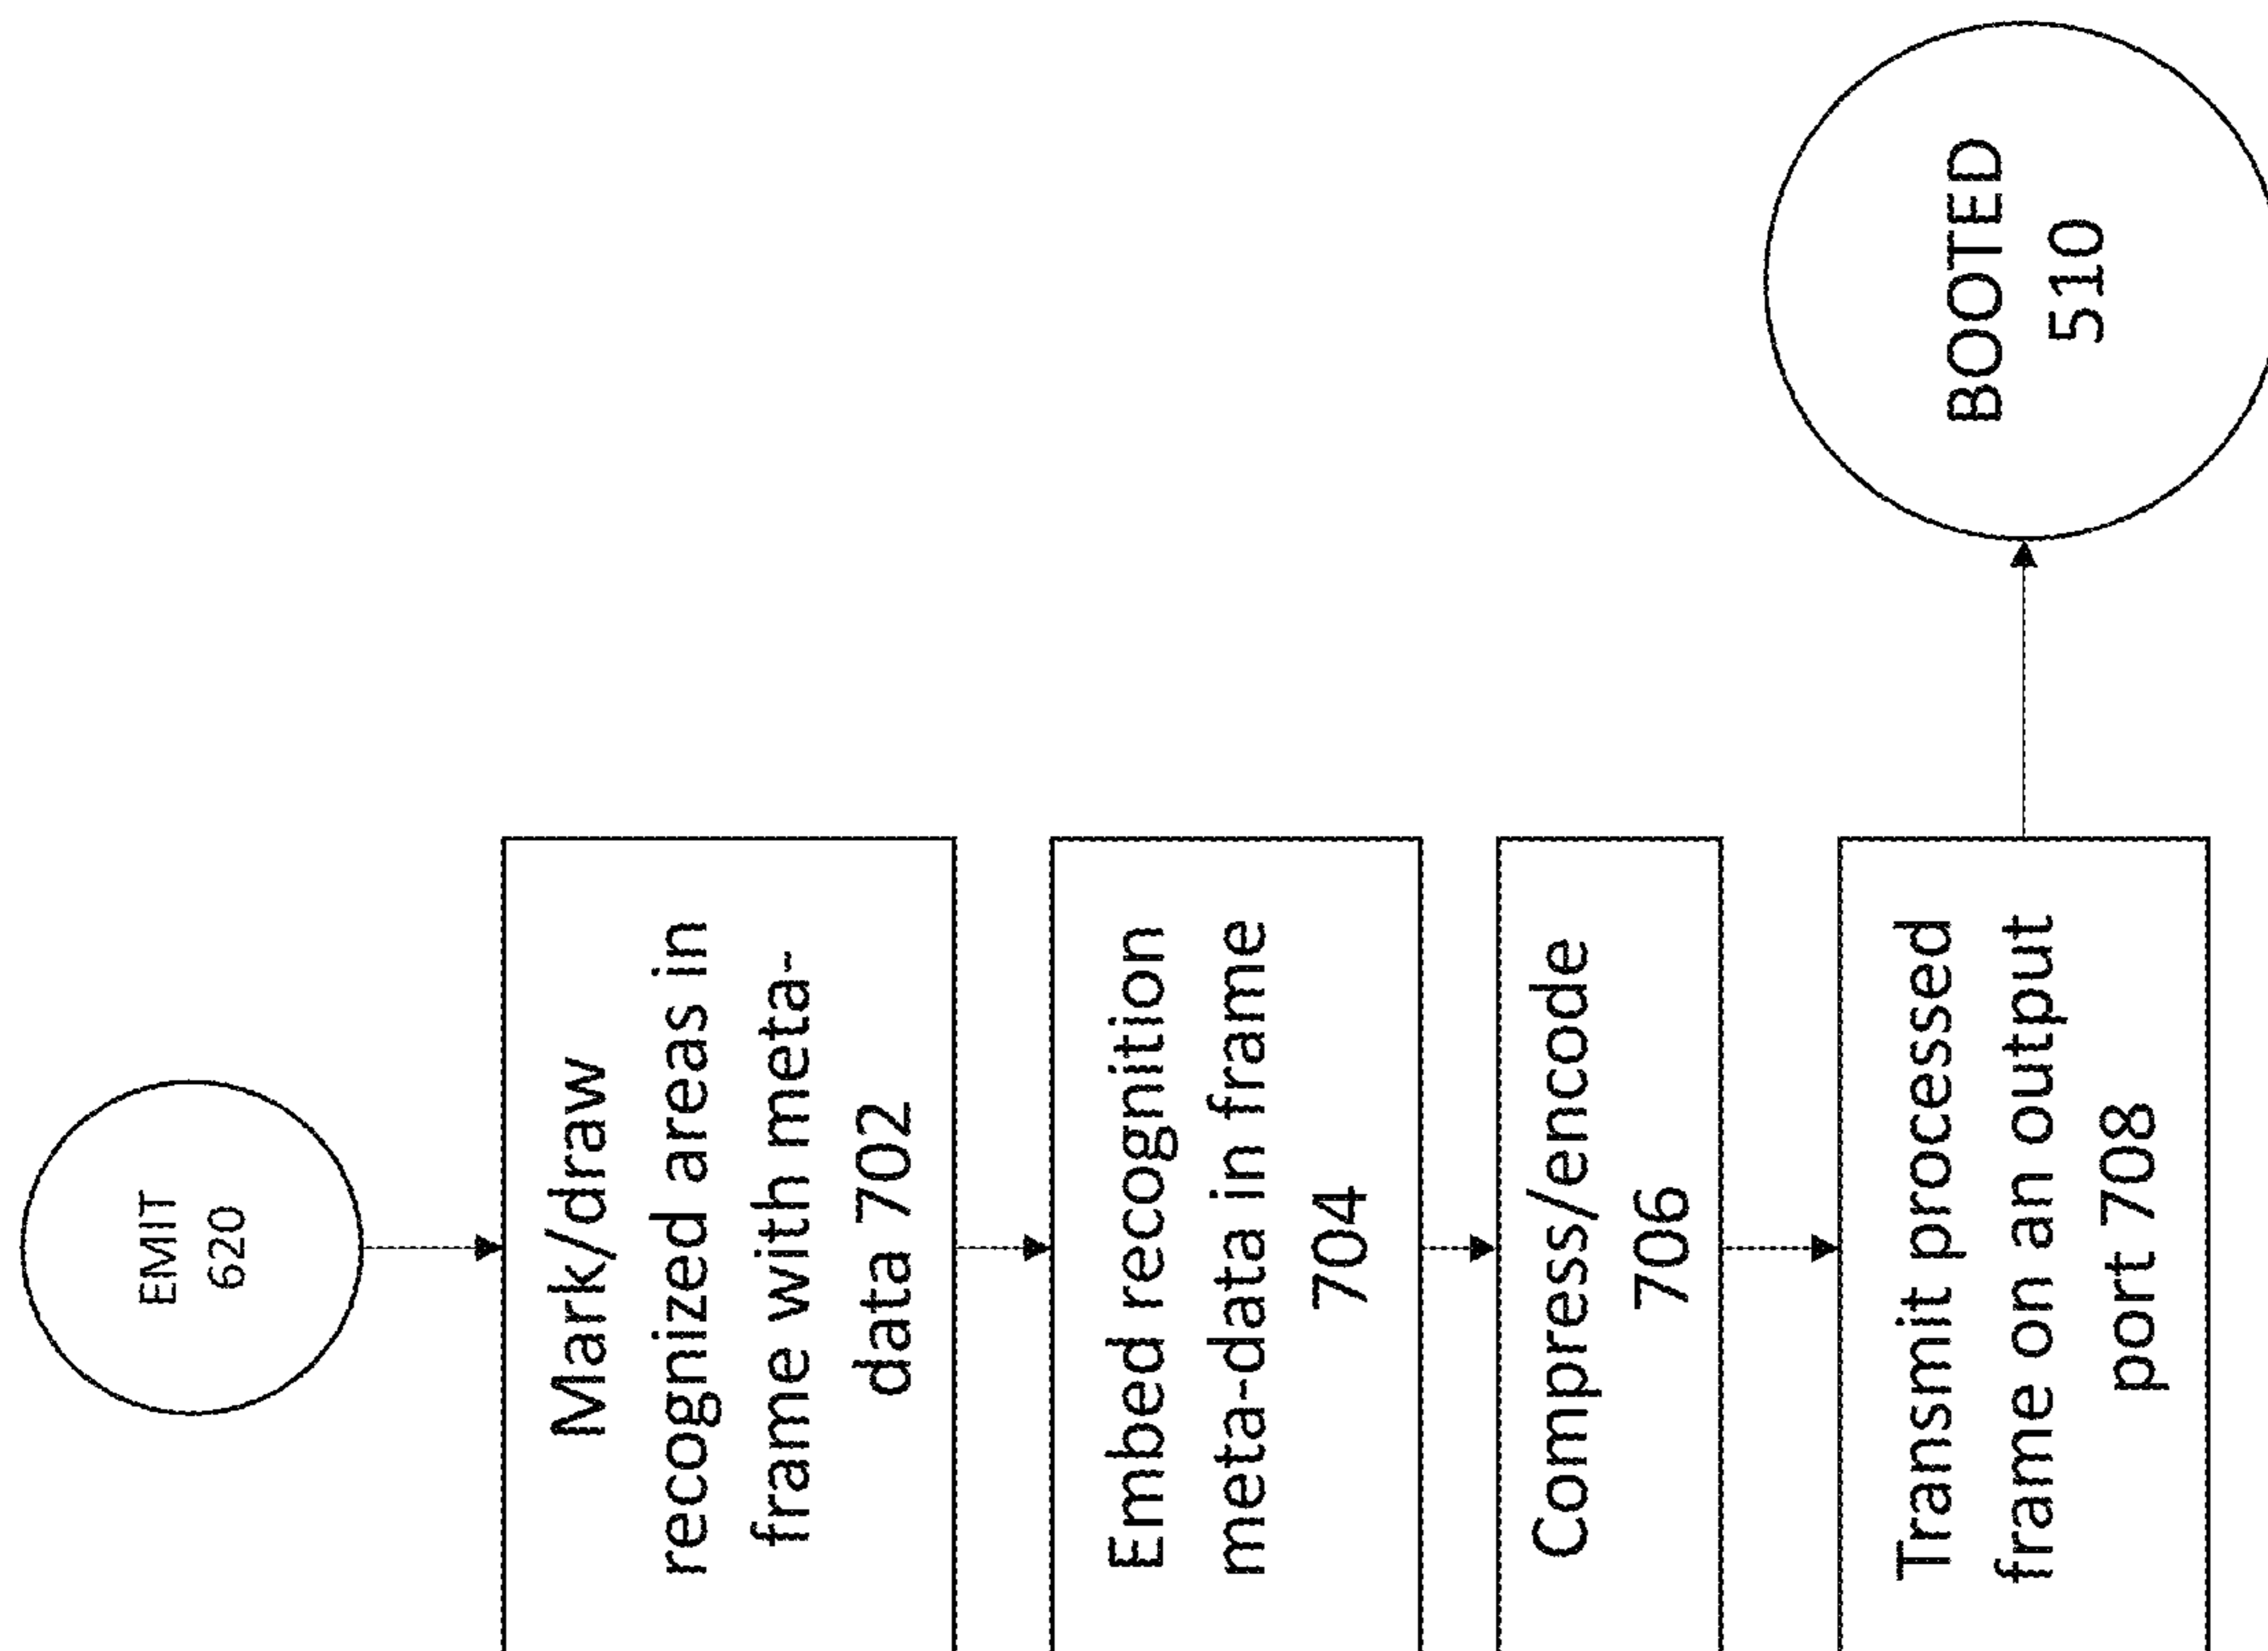 EMIT
620
Mark/draw
recognized areas in
frame with meta-
data 702
Embed recognition
meta-data in frame
704
Compress/encode
706
Transmit processed
frame on an output
port 708
BOOTED
510